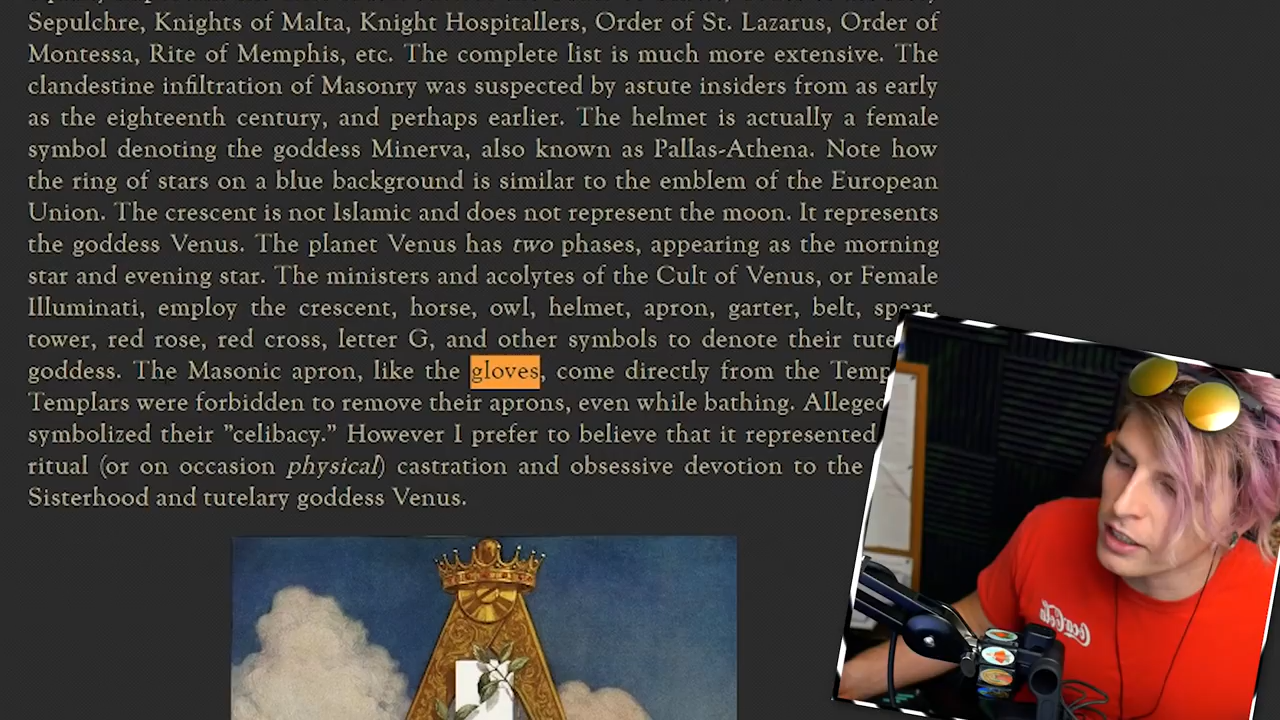 Sepulchre, Knights of Malta, Knight Hospitallers, Order of St. Lazarus, Order of
Montessa, Rite of Memphis, etc. The complete list is much more extensive. The
clandestine infiltration of Masonry was suspected by astute insiders from as early
as the eighteenth century, and perhaps earlier. The helmet is actually a female
symbol denoting the goddess Minerva, also known as Pallas-Athena. Note how
the ring of stars on a blue background is similar to the emblem of the European
Union. The crescent is not Islamic and does not represent the moon. It represents
the goddess Venus. The planet Venus has two phases, appearing as the morning
star and evening star. The ministers and acolytes of the Cult of Venus, or Female
Illuminati, employ the crescent, horse, owl, helmet, apron, garter, belt, spear,
tower, red rose, red cross, letter G, and other symbols to denote their tute
goddess. The Masonic apron, like the gloves, come directly from the Temp
Templars were forbidden to remove their aprons, even while bathing. Alleged
symbolized their "celibacy." However I prefer to believe that it represented
ritual (or on occasion physical) castration and obsessive devotion to the
Sisterhood and tutelary goddess Venus.
Coca-Cola